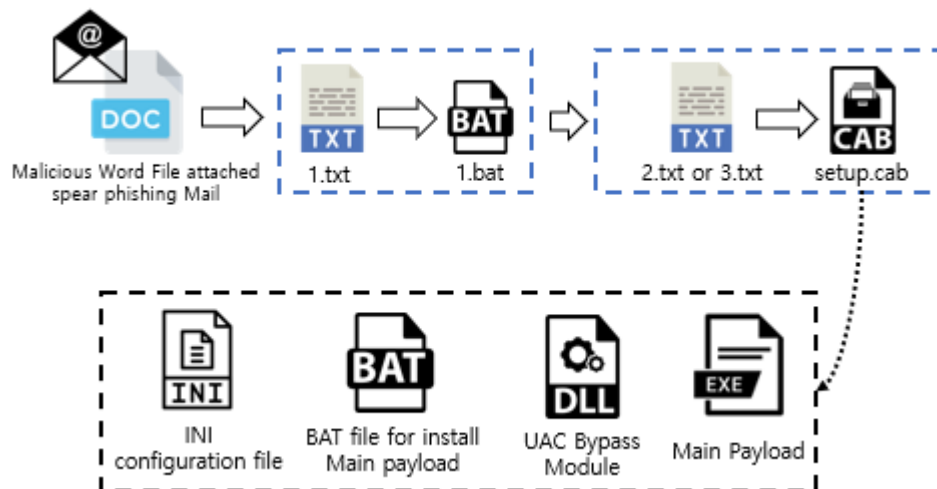 @
DOC
Malicious Word File attached
spear phishing Mail
TXT
1.txt
BAT
1.bat
TXT
2.txt or 3.txt
CAB
setup.cab
INI
INI
configuration file
BAT
BAT file for install
Main payload
DLL
UAC Bypass
Module
EXE
Main Payload